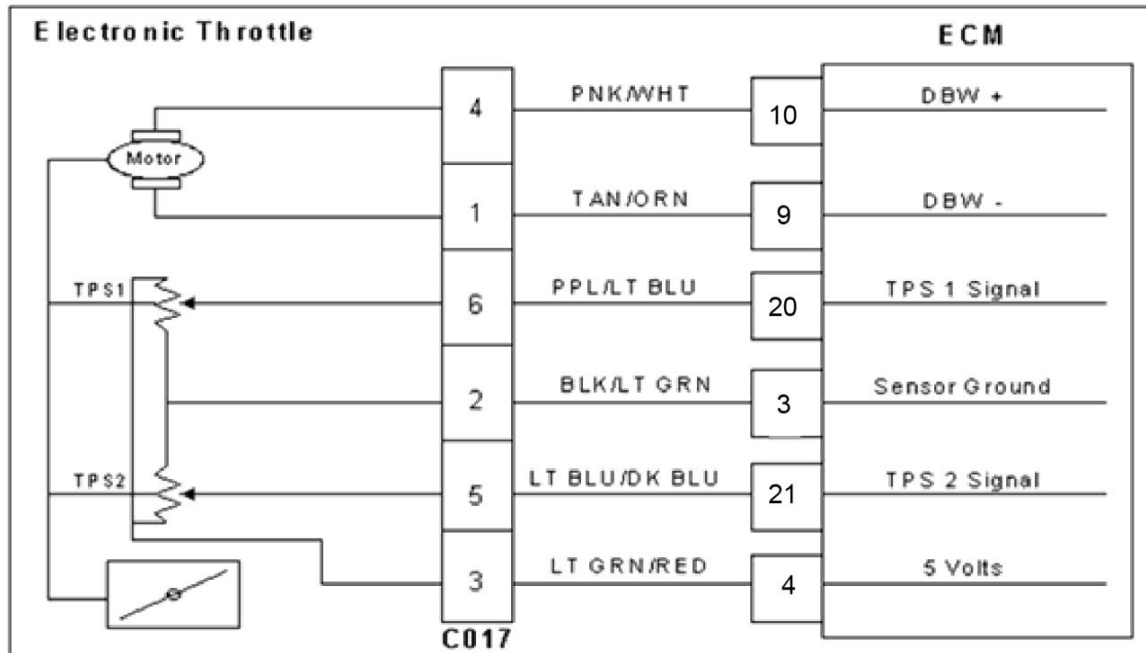 Electronic Throttle
ECM
4 PNK/WHT 10 DBW +
Motor
1 TAN/ORN 9 DBW -
TPS1 6 PPL/LT BLU 20 TPS 1 Signal
2 BLK/LT GRN 3 Sensor Ground
TPS2 5 LT BLU/DK BLU 21 TPS 2 Signal
3 LT GRN/RED 4 5 Volts
C017